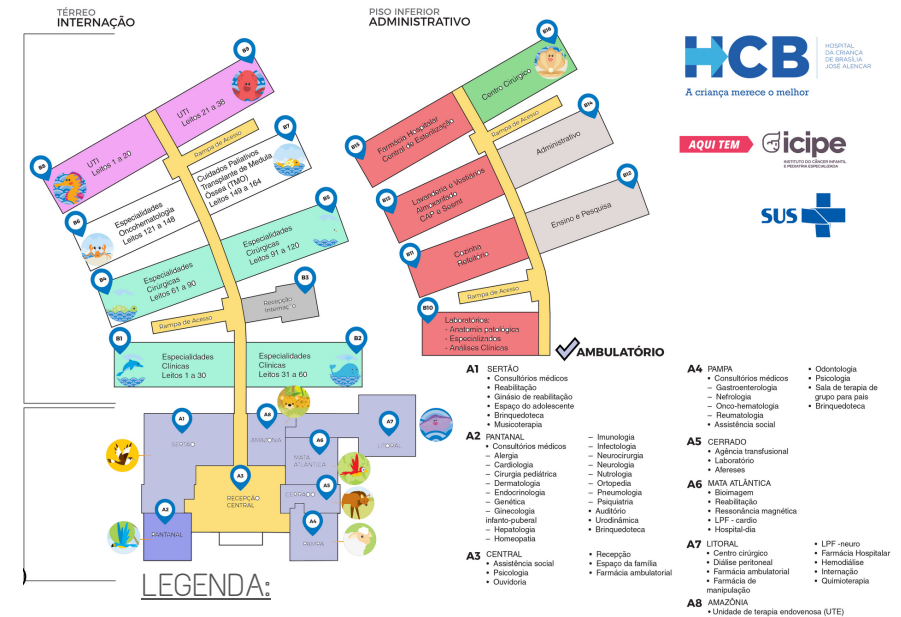 TÉRREO
INTERNAÇÃO
B9
UTI
Leitos 21 a 38
B8
UTI
Leitos 1 a 20
Rampa de Acesso
B7
Cuidados Paliativos
Transplante de Medula
Óssea (TMO)
Leitos 149 a 164
B6
Especialidades
Oncohematologia
Leitos 121 a 148
B5
Especialidades
Cirúrgicas
Leitos 91 a 120
B4
Especialidades
Cirúrgicas
Leitos 61 a 90
B3
Recepção
Internação
Rampa de Acesso
B1
Especialidades
Clínicas
Leitos 1 a 30
B2
Especialidades
Clínicas
Leitos 31 a 60
A1
SERTÃO
A8
AMAZÔNIA
A7
LITORAL
A6
MATA
ATLÂNTICA
A3
RECEPÇÃO
CENTRAL
A5
CERRADO
A2
PANTANAL
A4
PAMPA
LEGENDA:
PISO INFERIOR
ADMINISTRATIVO
B16
Centro Cirúrgico
B15
Farmácia Hospitalar
Central de Esterilização
Rampa de Acesso
B14
Administrativo
B13
Lavanderia e Vestiários
Almoxarifado
CAF e Sesmt
B12
Ensino e Pesquisa
B11
Cozinha
Refeitório
Rampa de Acesso
B10
Laboratórios:
- Anatomia patológica
- Especializados
- Análises Clínicas
HCB
HOSPITAL
DA CRIANÇA
DE BRASÍLIA
JOSÉ ALENCAR
A criança merece o melhor
AQUI TEM
icipe
INSTITUTO DO CÂNCER INFANTIL
E PEDIATRIA ESPECIALIZADA
SUS
AMBULATÓRIO
A1 SERTÃO
• Consultórios médicos
• Reabilitação
• Ginásio de reabilitação
• Espaço do adolescente
• Brinquedoteca
• Musicoterapia
A2 PANTANAL
• Consultórios médicos
– Alergia
– Cardiologia
– Cirurgia pediátrica
– Dermatologia
– Endocrinologia
– Genética
– Ginecologia
infanto-puberal
– Hepatologia
– Homeopatia
– Imunologia
– Infectologia
– Neurocirurgia
– Neurologia
– Nutrologia
– Ortopedia
– Pneumologia
– Psiquiatria
• Auditório
• Urodinâmica
• Brinquedoteca
A3 CENTRAL
• Assistência social
• Psicologia
• Ouvidoria
• Recepção
• Espaço da família
• Farmácia ambulatorial
A4 PAMPA
• Consultórios médicos
– Gastroenterologia
– Nefrologia
– Onco-hematologia
– Reumatologia
• Assistência social
• Odontologia
• Psicologia
• Sala de terapia de
grupo para pais
• Brinquedoteca
A5 CERRADO
• Agência transfusional
• Laboratório
• Afereses
A6 MATA ATLÂNTICA
• Bioimagem
• Reabilitação
• Ressonância magnética
• LPF - cardio
• Hospital-dia
A7 LITORAL
• Centro cirúrgico
• Diálise peritoneal
• Farmácia ambulatorial
• Farmácia de
manipulação
• LPF -neuro
• Farmácia Hospitalar
• Hemodiálise
• Internação
• Quimioterapia
A8 AMAZÔNIA
• Unidade de terapia endovenosa (UTE)